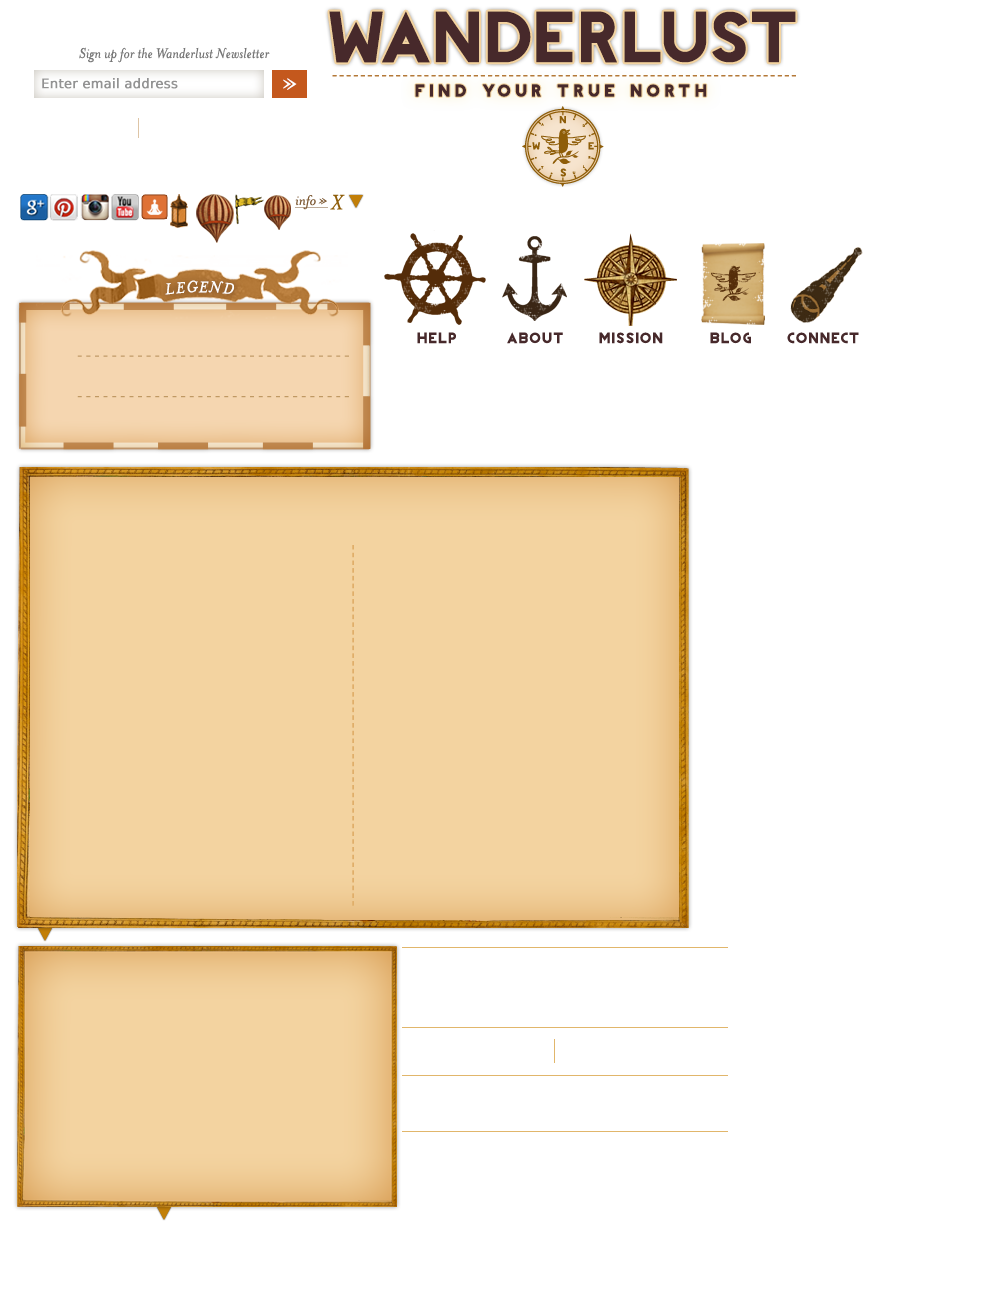 WANDERLUST
FIND YOUR TRUE NORTH
Sign up for the Wanderlust Newsletter
Enter email address
N
W E
S
g+
You
Tube
info »
X
LEGEND
HELP
ABOUT
MISSION
BLOG
CONNECT